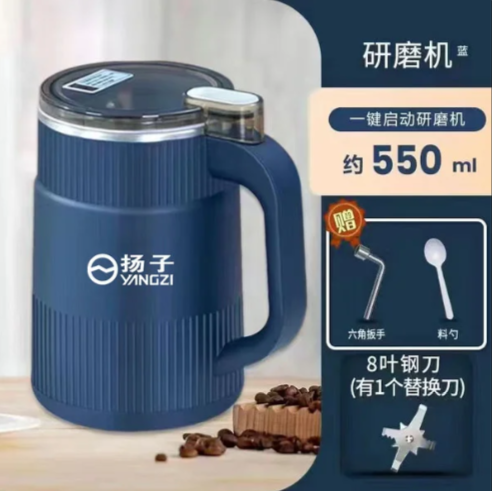 研磨机 蓝
一键启动研磨机
约 550 ml
赠
六角扳手
料勺
8叶钢刀
(有1个替换刀)
扬子
YANGZI